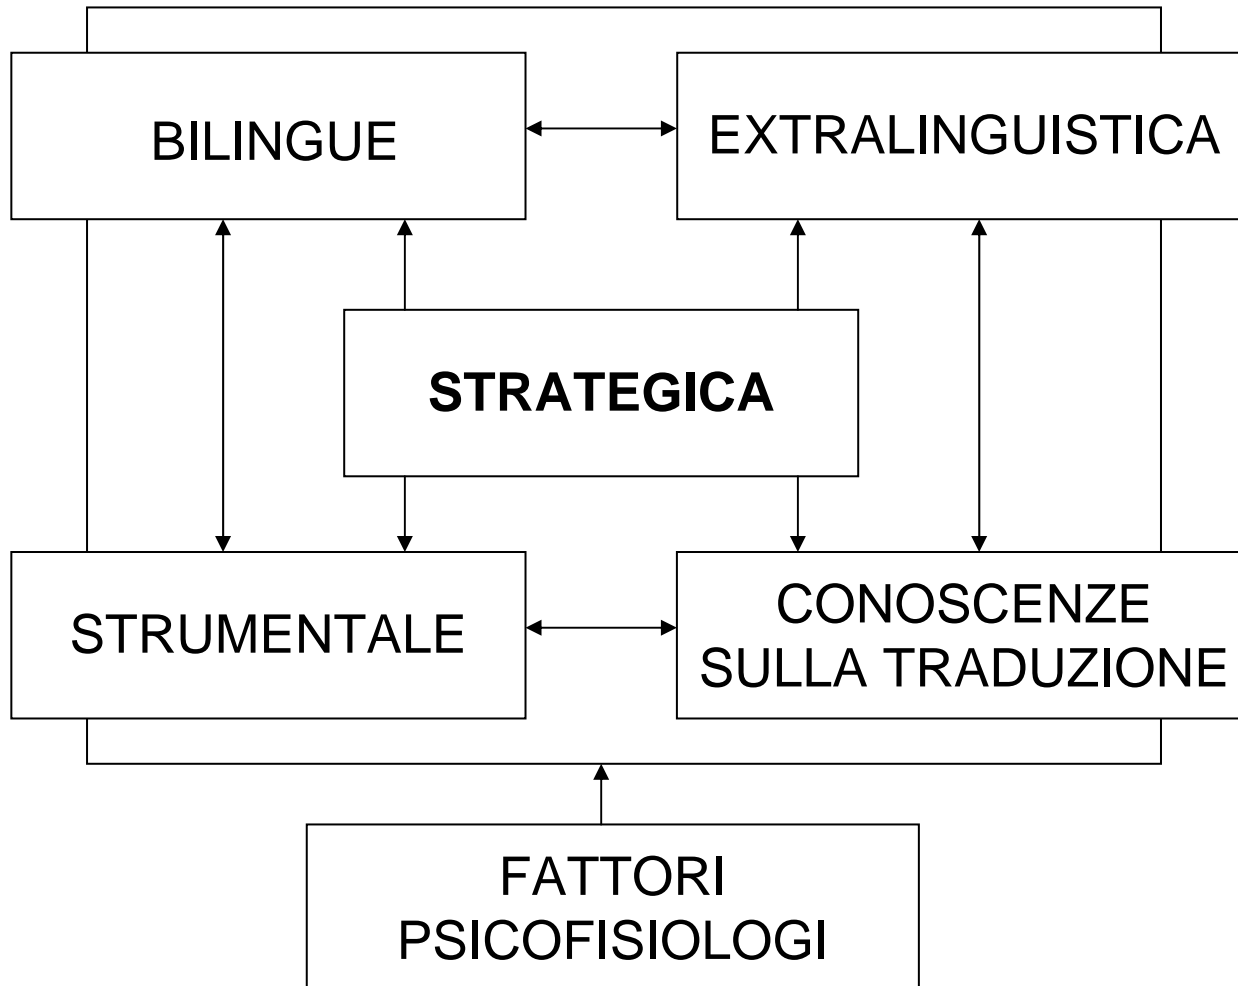 BILINGUE
EXTRALINGUISTICA
STRATEGICA
STRUMENTALE
CONOSCENZE
SULLA TRADUZIONE
FATTORI
PSICOFISIOLOGI